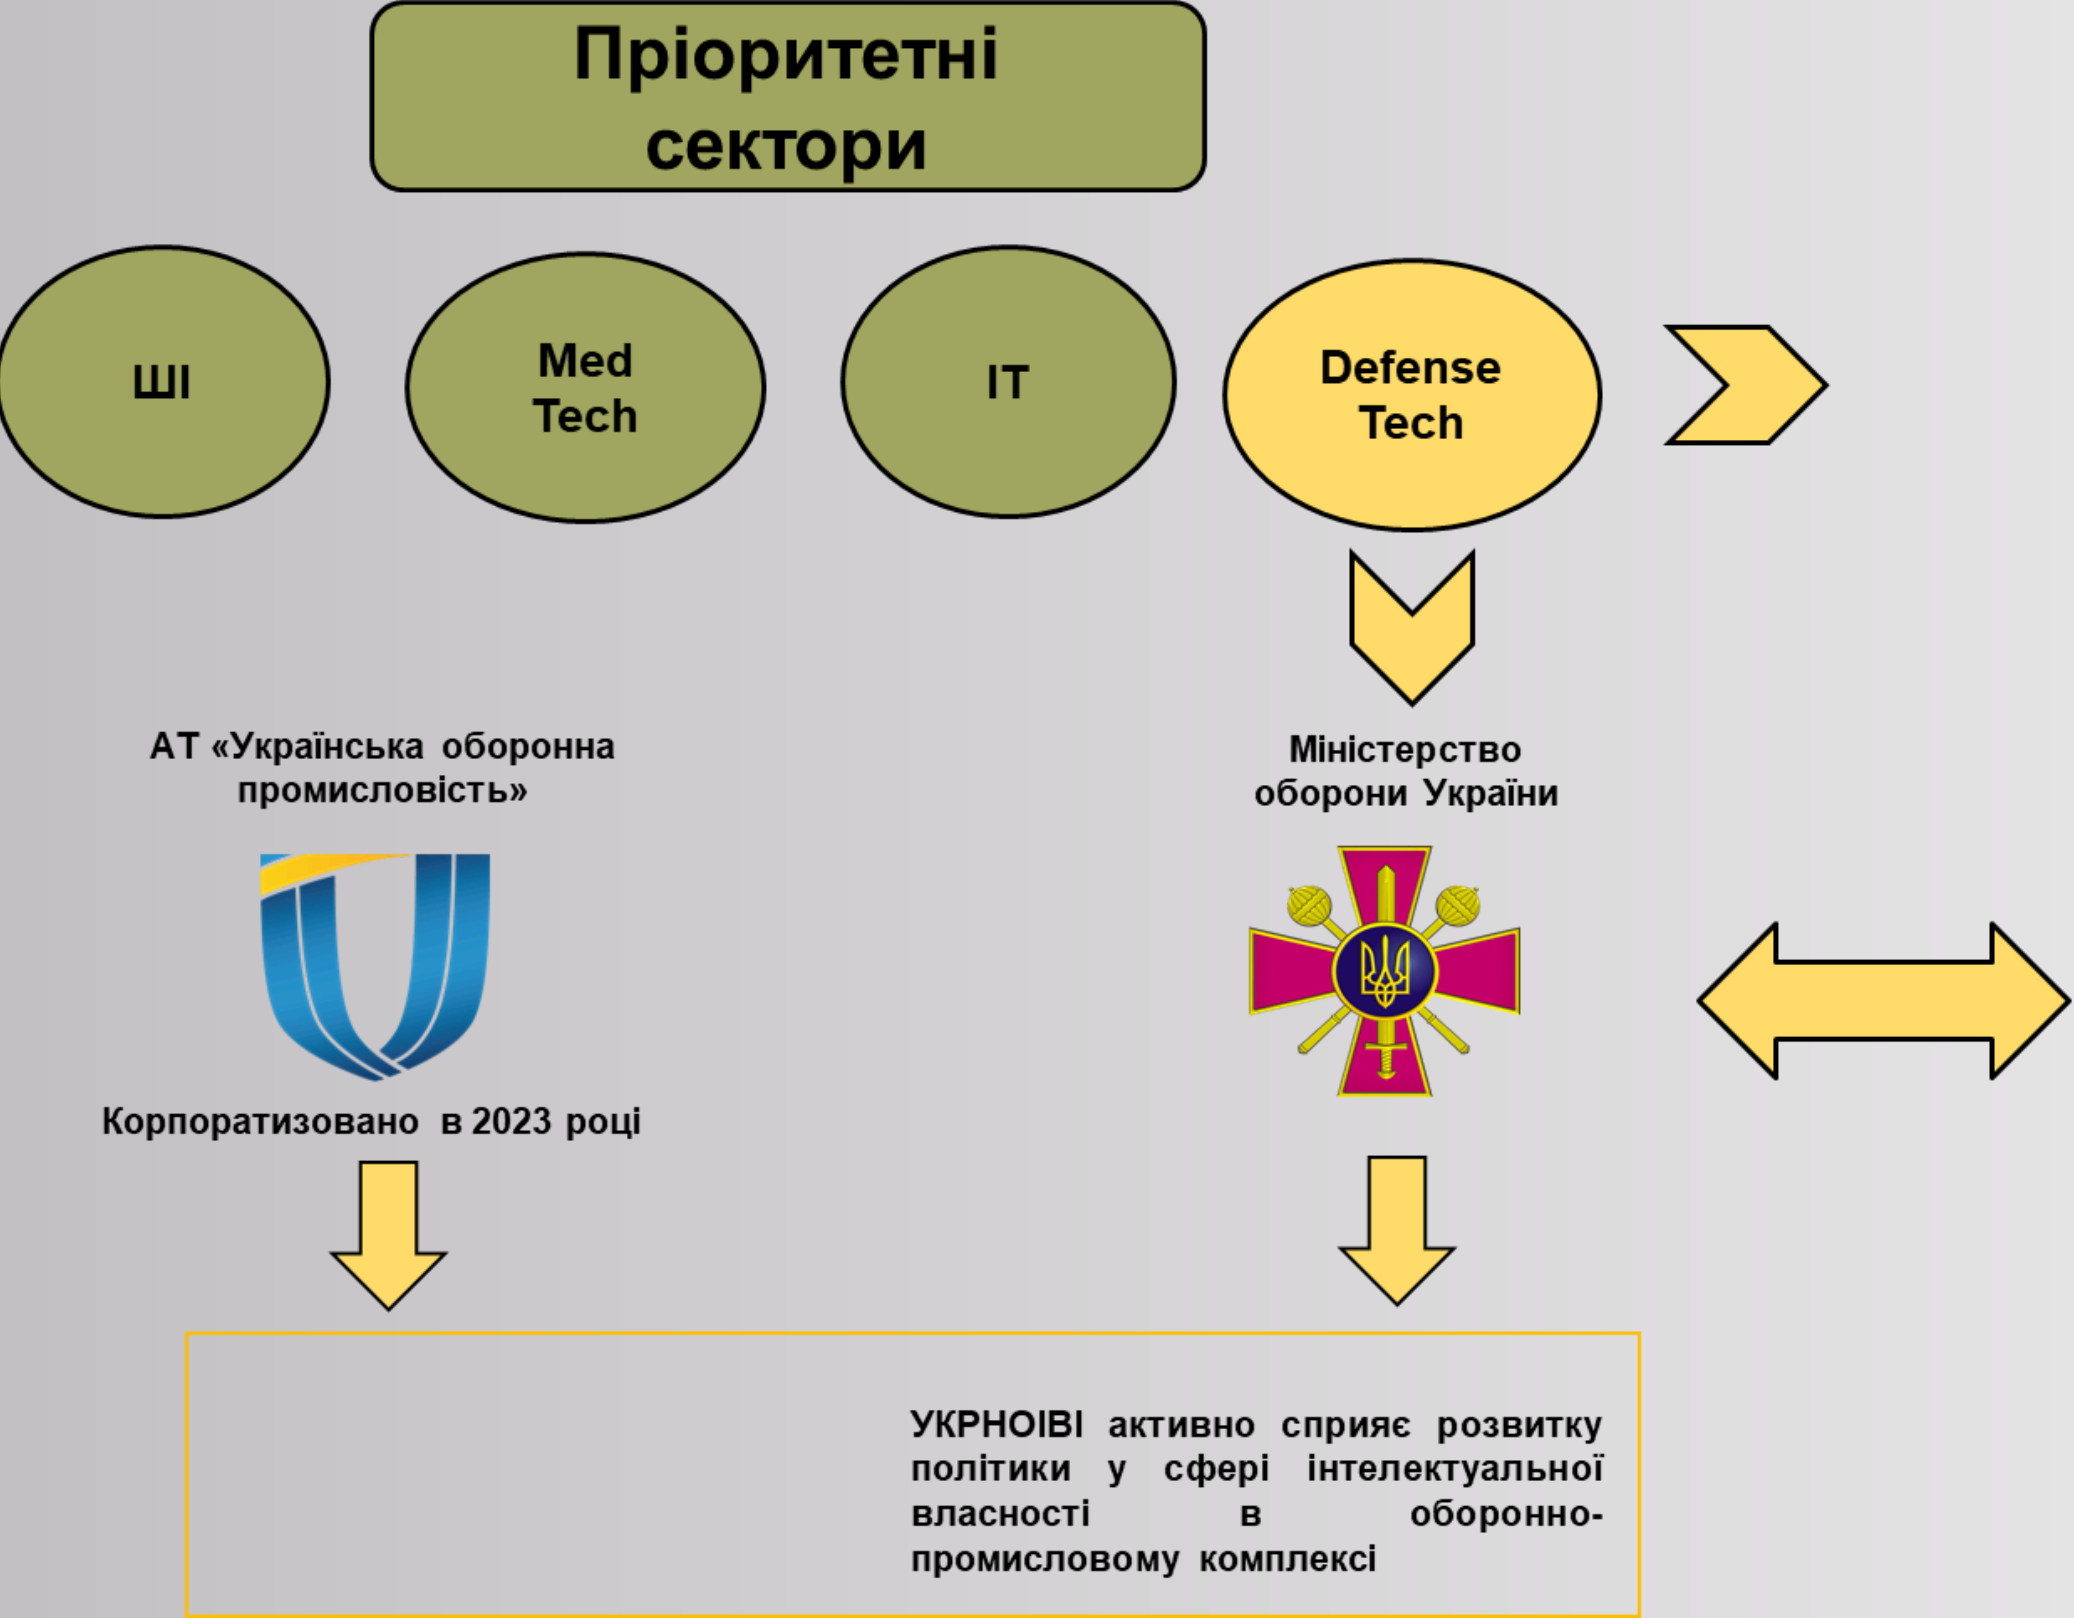 Пріоритетні
сектори
ШІ
Med
Tech
ІТ
Defense
Tech
АТ «Українська оборонна
промисловість»
Міністерство
оборони України
Корпоратизовано в 2023 році
УКРНОІВІ активно сприяє розвитку
політики у сфері інтелектуальної
власності в оборонно-
промисловому комплексі